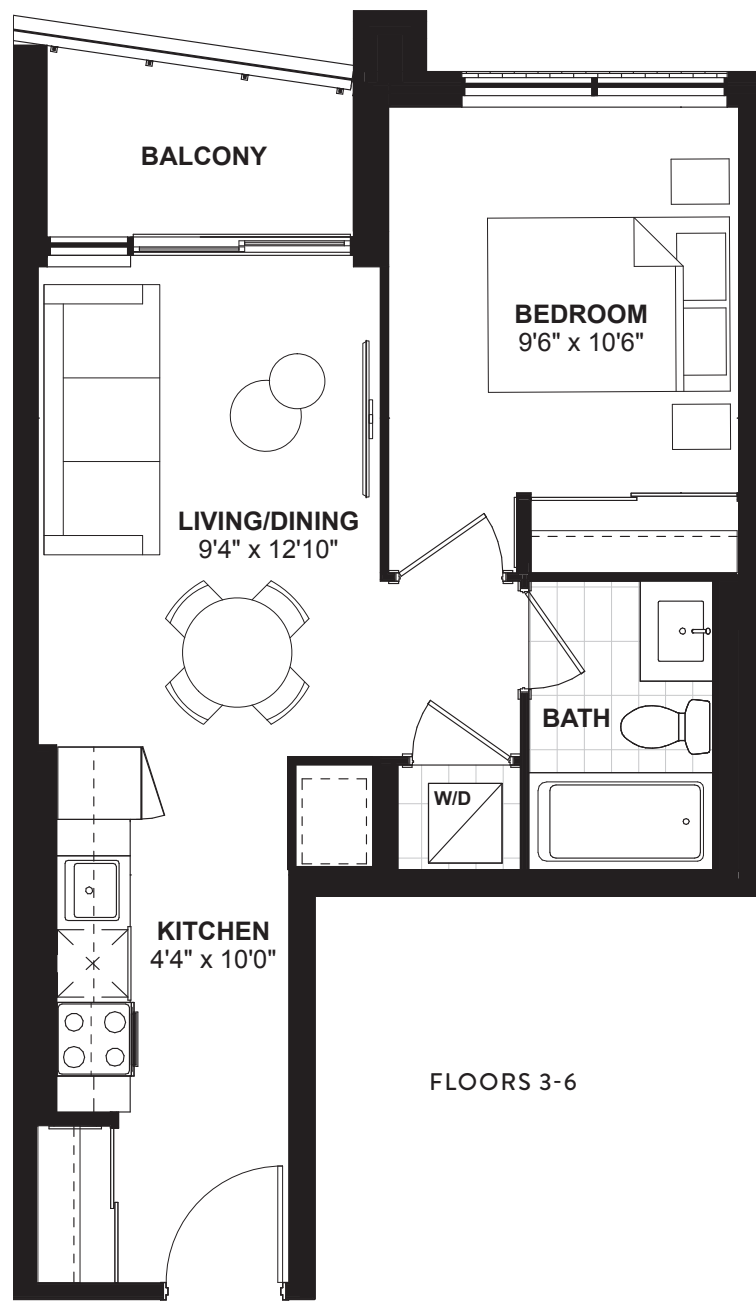 BALCONY
BEDROOM
9'6" x 10'6"
LIVING/DINING
9'4" x 12'10"
BATH
W/D
KITCHEN
4'4" x 10'0"
FLOORS 3-6